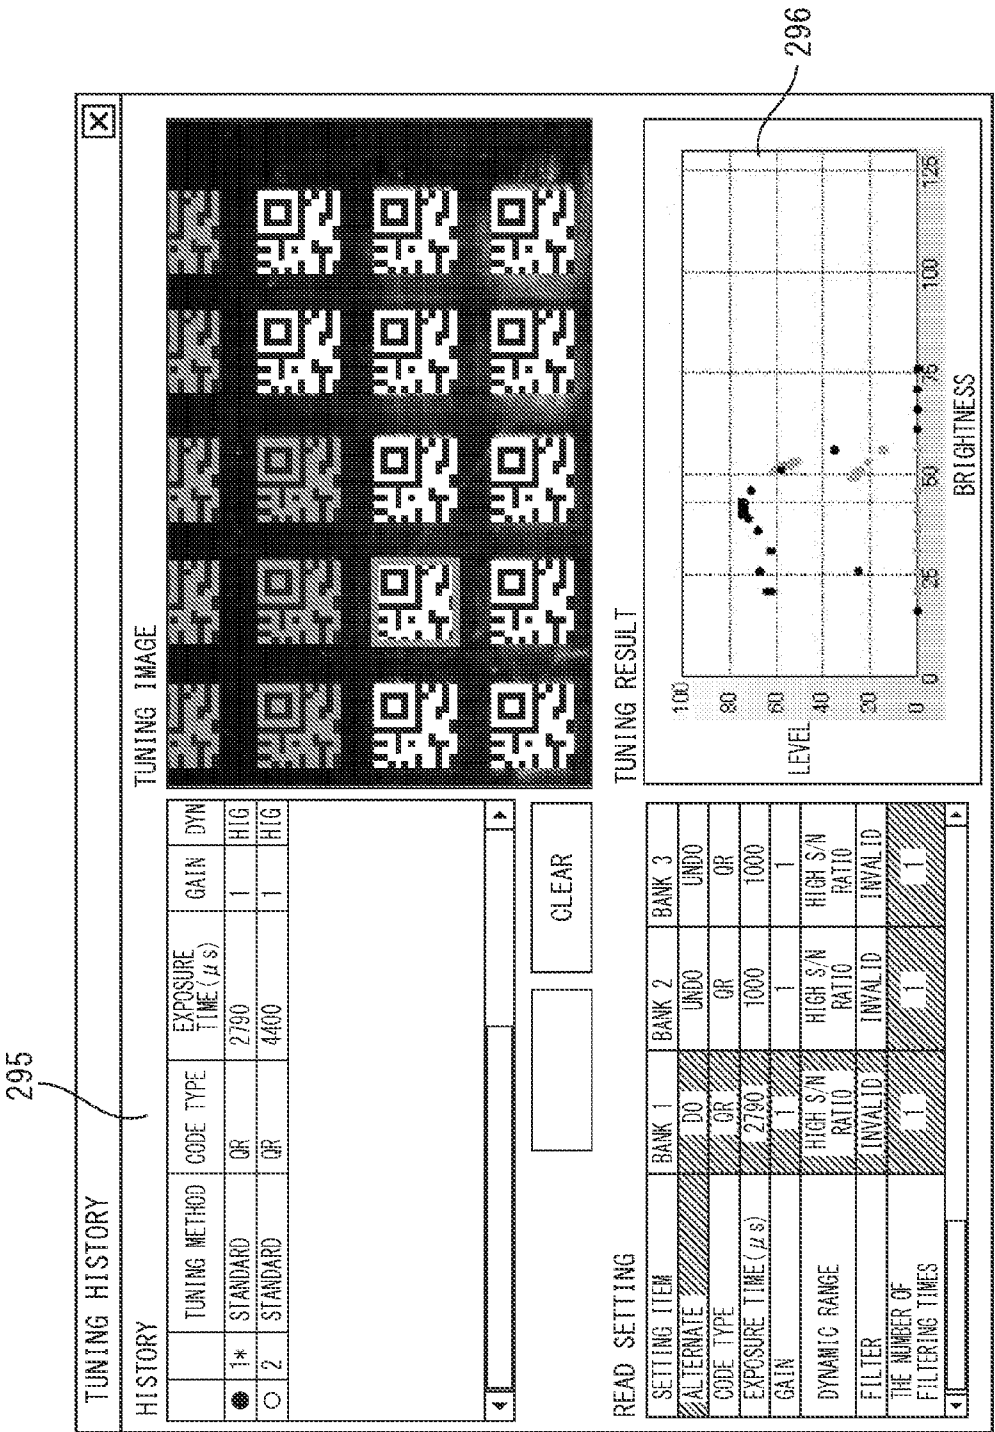 295
TUNING HISTORY
HISTORY
TUNING METHOD CODE TYPE EXPOSURE TIME(μs) GAIN DYN
1* STANDARD QR 2790 1 HIG
2 STANDARD QR 4400 1 HIG
CLEAR
TUNING IMAGE
READ SETTING
SETTING ITEM BANK 1 BANK 2 BANK 3
ALTERNATE DO UNDO UNDO
CODE TYPE QR QR QR
EXPOSURE TIME(μs) 2790 1000 1000
GAIN 1 1 1
DYNAMIC RANGE HIGH S/N RATIO HIGH S/N RATIO HIGH S/N RATIO
FILTER INVALID INVALID INVALID
THE NUMBER OF FILTERING TIMES 1 1 1
TUNING RESULT
LEVEL
100
80
60
40
20
0
0 25 50 75 100 125
BRIGHTNESS
296